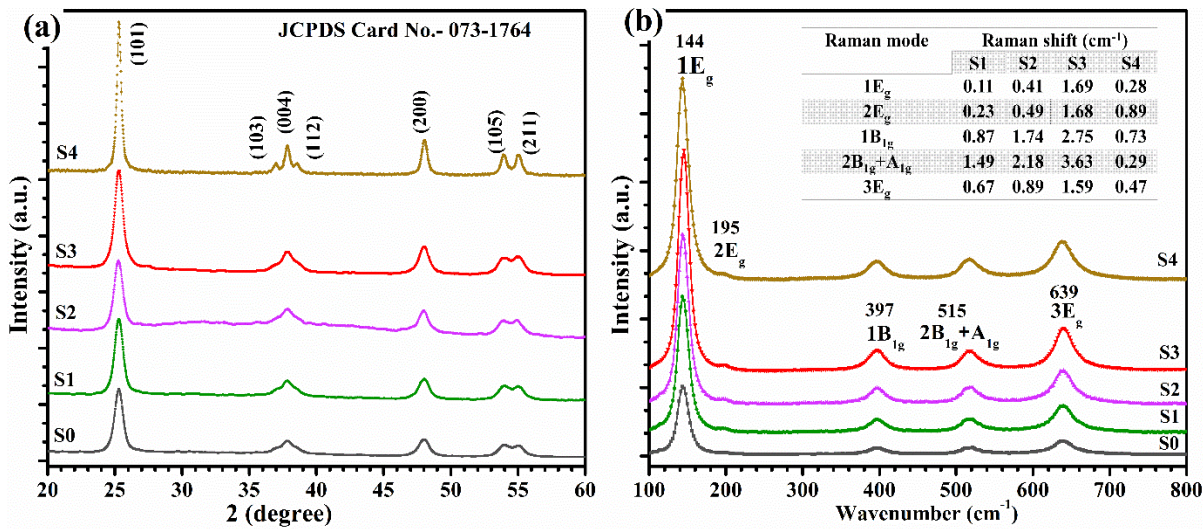 (a)
JCPDS Card No.- 073-1764
(101)
(103)
(004)
(112)
(200)
(105)
(211)
S4
S3
S2
S1
S0
Intensity (a.u.)
20 25 30 35 40 45 50 55 60
2 (degree)
(b)
144
1Eg
Raman mode Raman shift (cm-1)
S1 S2 S3 S4
1Eg 0.11 0.41 1.69 0.28
2Eg 0.23 0.49 1.68 0.89
1B1g 0.87 1.74 2.75 0.73
2B1g+A1g 1.49 2.18 3.63 0.29
3Eg 0.67 0.89 1.59 0.47
195
2Eg
397
1B1g
515
2B1g+A1g
639
3Eg
S4
S3
S2
S1
S0
Intensity (a.u.)
100 200 300 400 500 600 700 800
Wavenumber (cm-1)